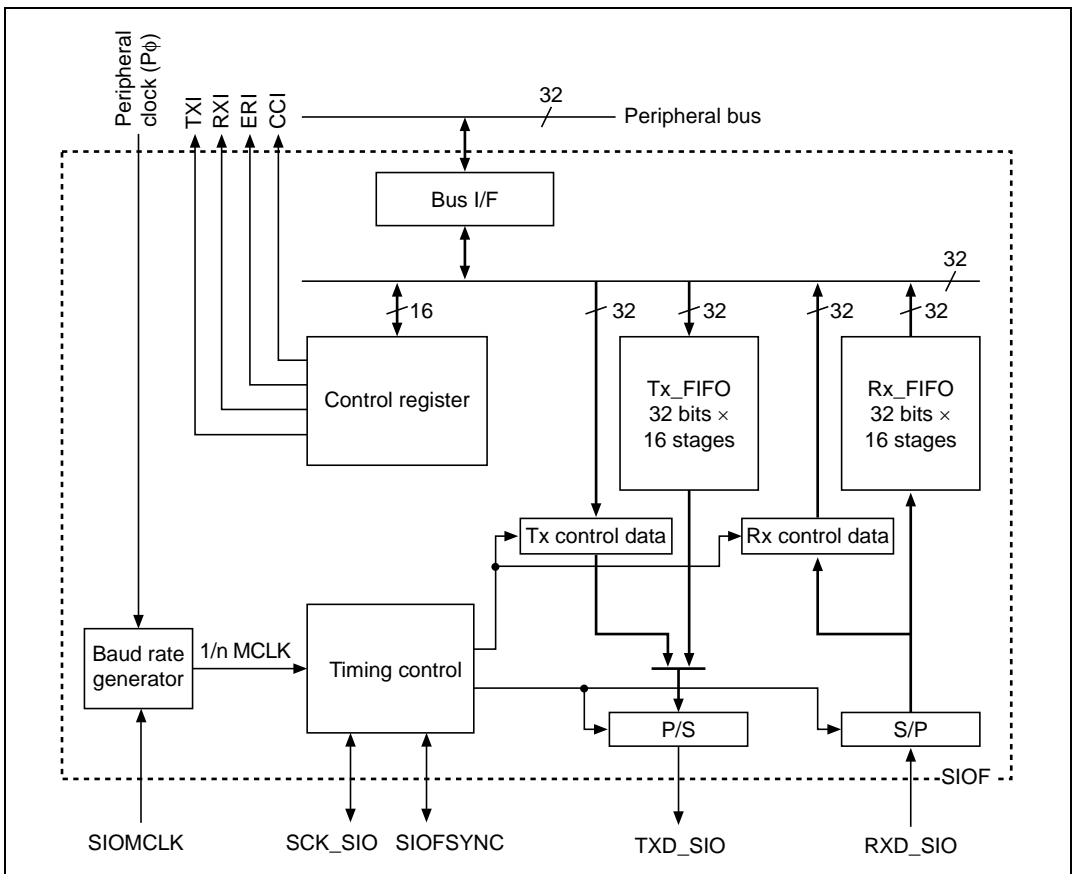 Peripheral
clock (Pϕ)
TXI
RXI
ERI
CCI
32
Peripheral bus
Bus I/F
32
16
32
32
32
32
Control register
Tx_FIFO
32 bits ×
16 stages
Rx_FIFO
32 bits ×
16 stages
Tx control data
Rx control data
Baud rate
generator
1/n MCLK
Timing control
P/S
S/P
SIOF
SIOMCLK
SCK_SIO
SIOFSYNC
TXD_SIO
RXD_SIO